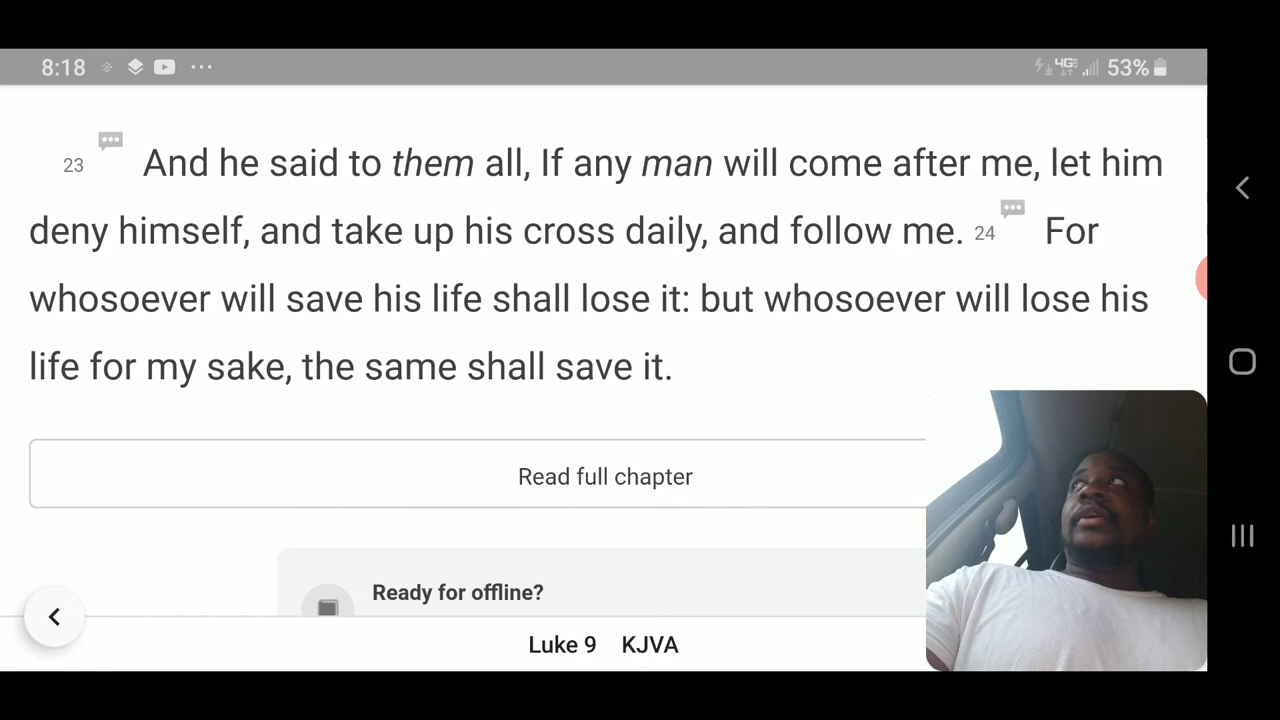 8:18 ... 4GE 53%
23 And he said to them all, If any man will come after me, let him
deny himself, and take up his cross daily, and follow me. 24 For
whosoever will save his life shall lose it: but whosoever will lose his
life for my sake, the same shall save it.
Read full chapter
Ready for offline?
Luke 9 KJVA